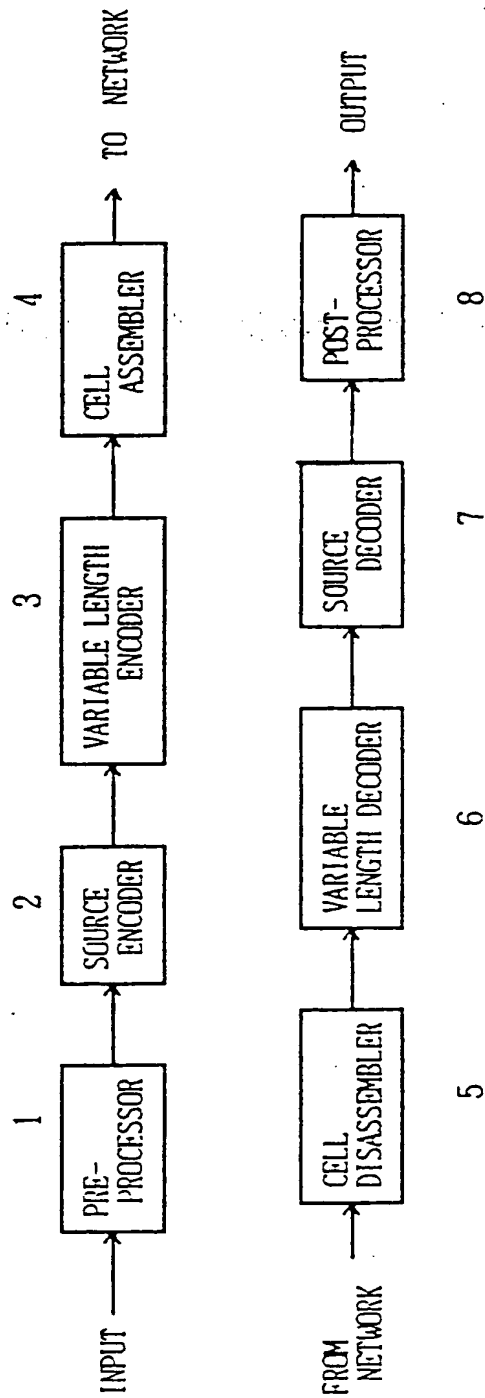 1
2
3
4
INPUT
PRE-
PROCESSOR
SOURCE
ENCODER
VARIABLE LENGTH
ENCODER
CELL
ASSEMBLER
TO NETWORK
FROM
NETWORK
CELL
DISASSEMBLER
VARIABLE
LENGTH DECODER
SOURCE
DECODER
POST-
PROCESSOR
OUTPUT
5
6
7
8